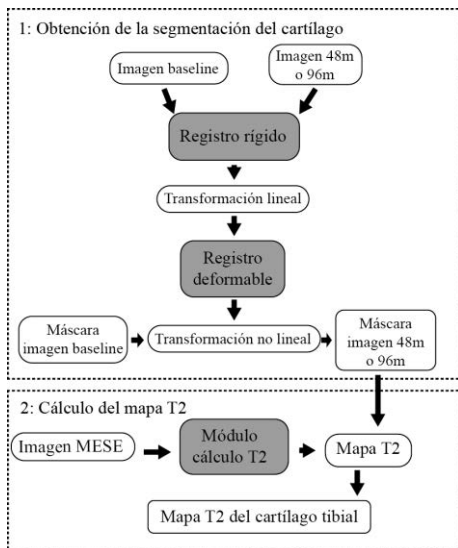 1: Obtención de la segmentación del cartílago
Imagen baseline
Imagen 48m
o 96m
Registro rígido
Transformación lineal
Registro
deformable
Máscara
imagen baseline
Transformación no lineal
Máscara
imagen 48m
o 96m
2: Cálculo del mapa T2
Imagen MESE
Módulo
cálculo T2
Mapa T2
Mapa T2 del cartílago tibial